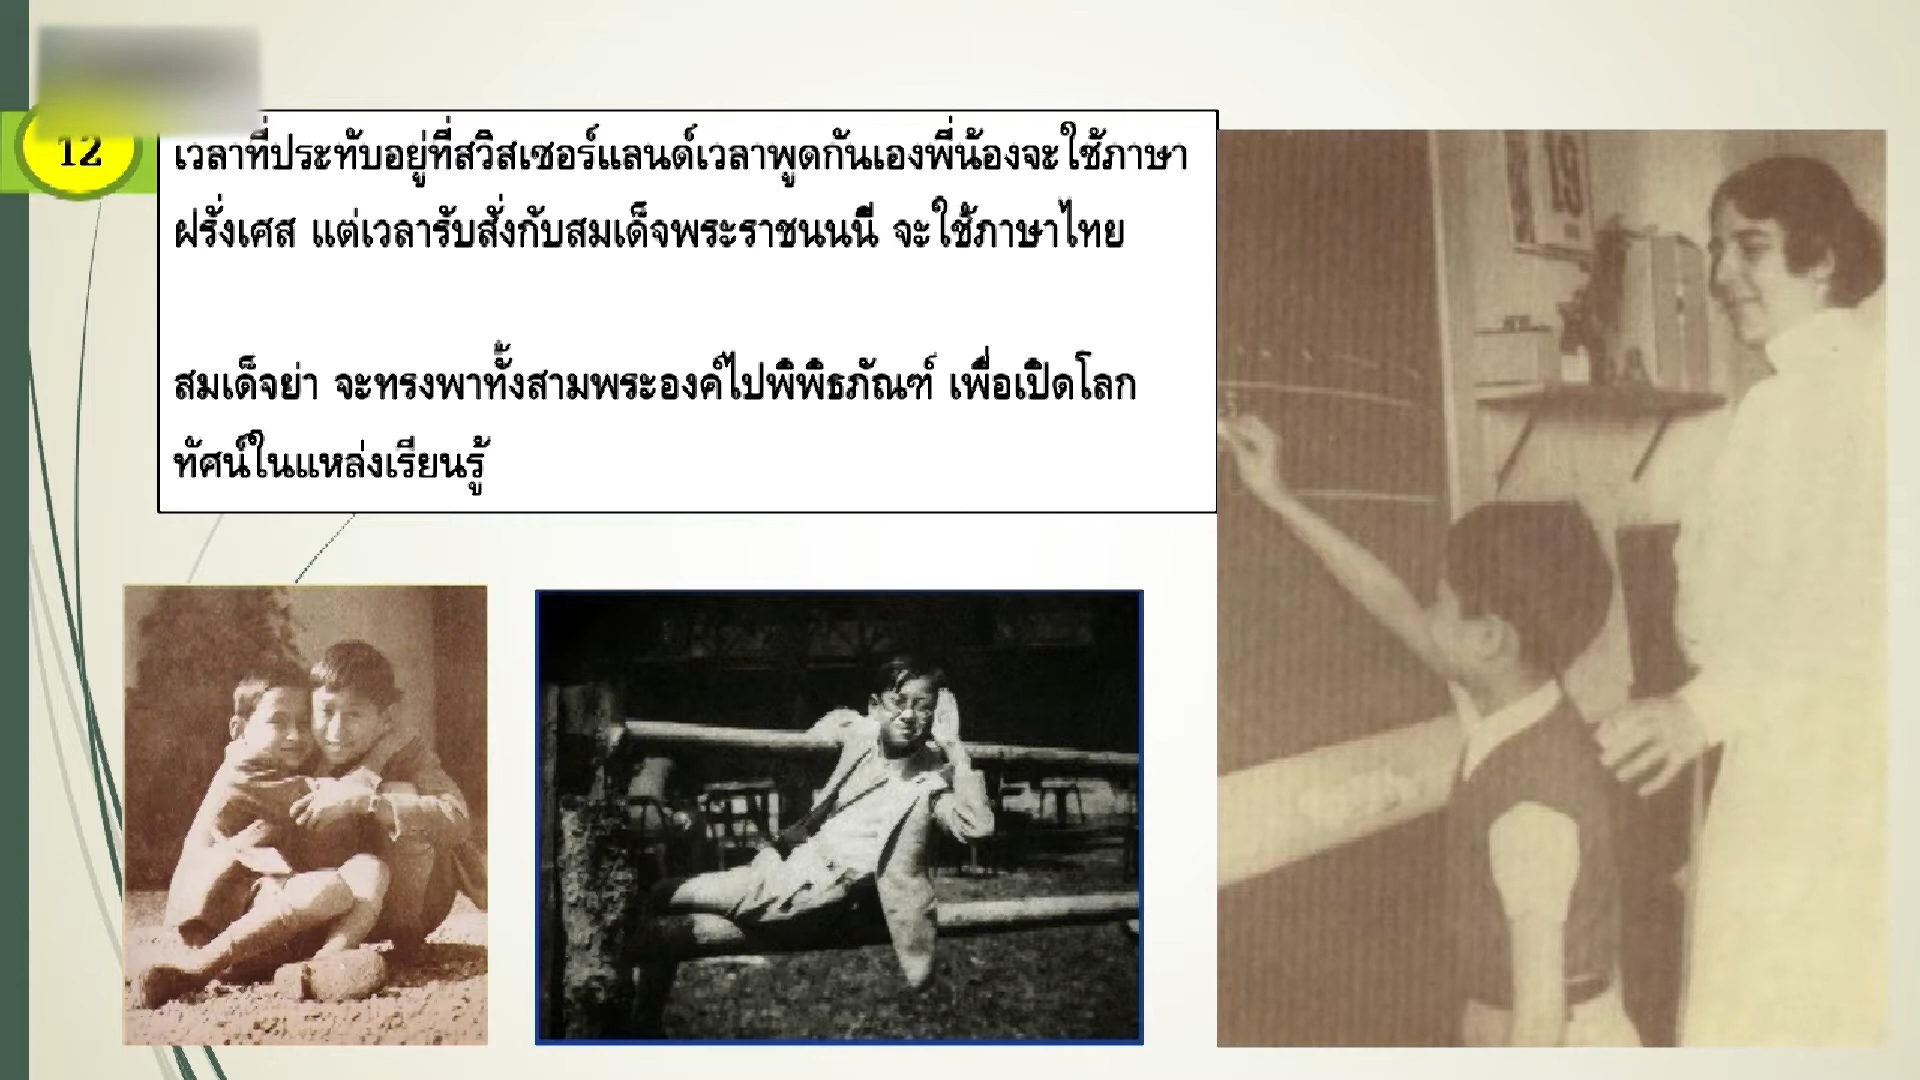 12
เวลาที่ประทับอยู่ที่สวิสเซอร์แลนด์เวลาพูดกันเองพี่น้องจะใช้ภาษา
ฝรั่งเศส แต่เวลารับสั่งกับสมเด็จพระราชนนนี จะใช้ภาษาไทย
สมเด็จย่า จะทรงพาทั้งสามพระองค์ไปพิพิธภัณฑ์ เพื่อเปิดโลก
ทัศน์ในแหล่งเรียนรู้